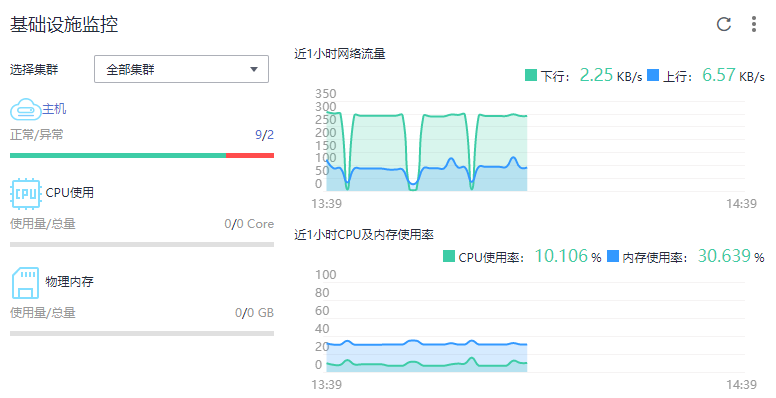 基础设施监控
选择集群
全部集群
主机
正常/异常
9/2
CPU
CPU使用
使用量/总量
0/0 Core
物理内存
使用量/总量
0/0 GB
近1小时网络流量
下行： 2.25 KB/s 上行： 6.57 KB/s
350
300
250
200
150
100
50
0
13:39 14:39
近1小时CPU及内存使用率
CPU使用率： 10.106 % 内存使用率： 30.639 %
100
80
60
40
20
0
13:39 14:39